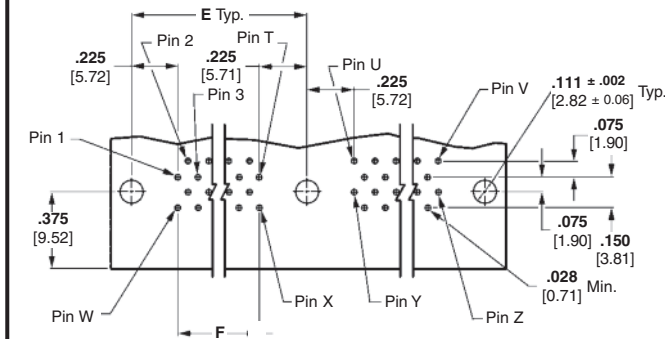 E Typ.
Pin 2
.225
[5.71]
Pin T
.225
[5.72]
Pin U
Pin 3
.225
[5.72]
Pin V
.111 ± .002
[2.82 ± 0.06] Typ.
Pin 1
.075
[1.90]
.375
[9.52]
.075
[1.90]
.150
[3.81]
.028
[0.71] Min.
Pin W
Pin X
Pin Y
Pin Z
F